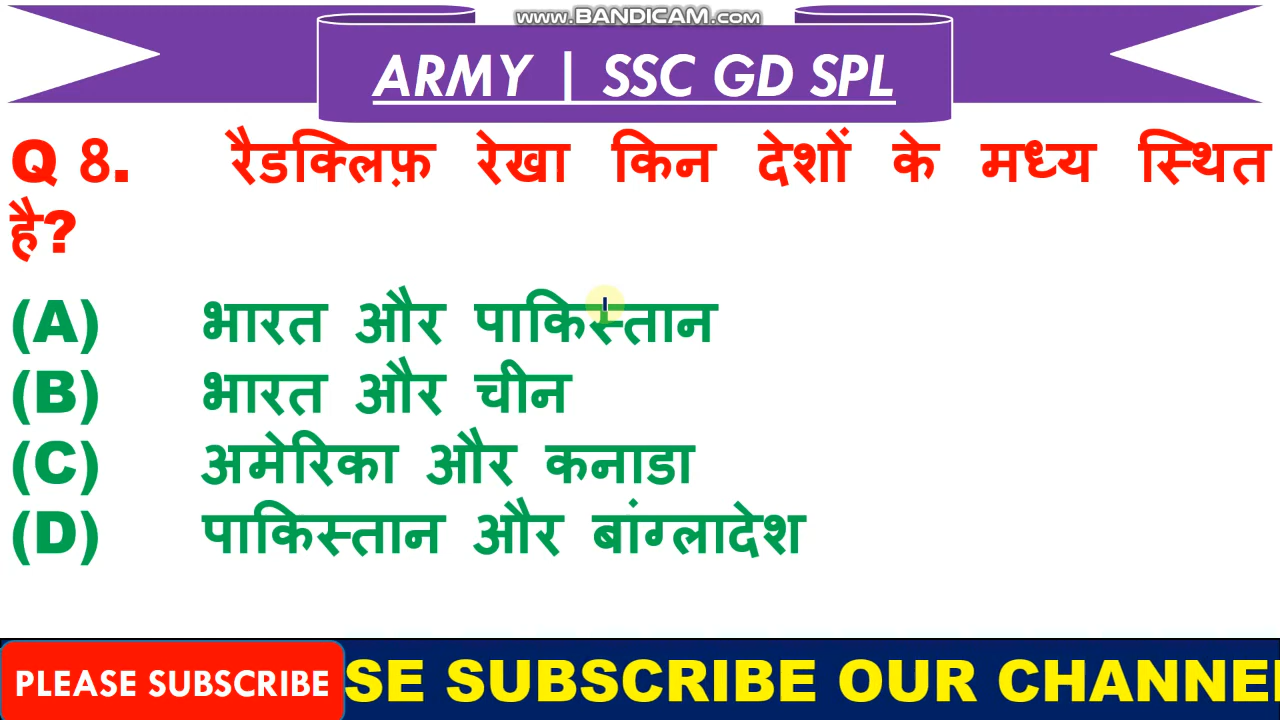 www.BANDICAM.com
ARMY | SSC GD SPL
Q 8. रैडक्लिफ़ रेखा किन देशों के मध्य स्थित
है?
(A) भारत और पाकिस्तान
(B) भारत और चीन
(C) अमेरिका और कनाडा
(D) पाकिस्तान और बांग्लादेश
PLEASE SUBSCRIBE SE SUBSCRIBE OUR CHANNE